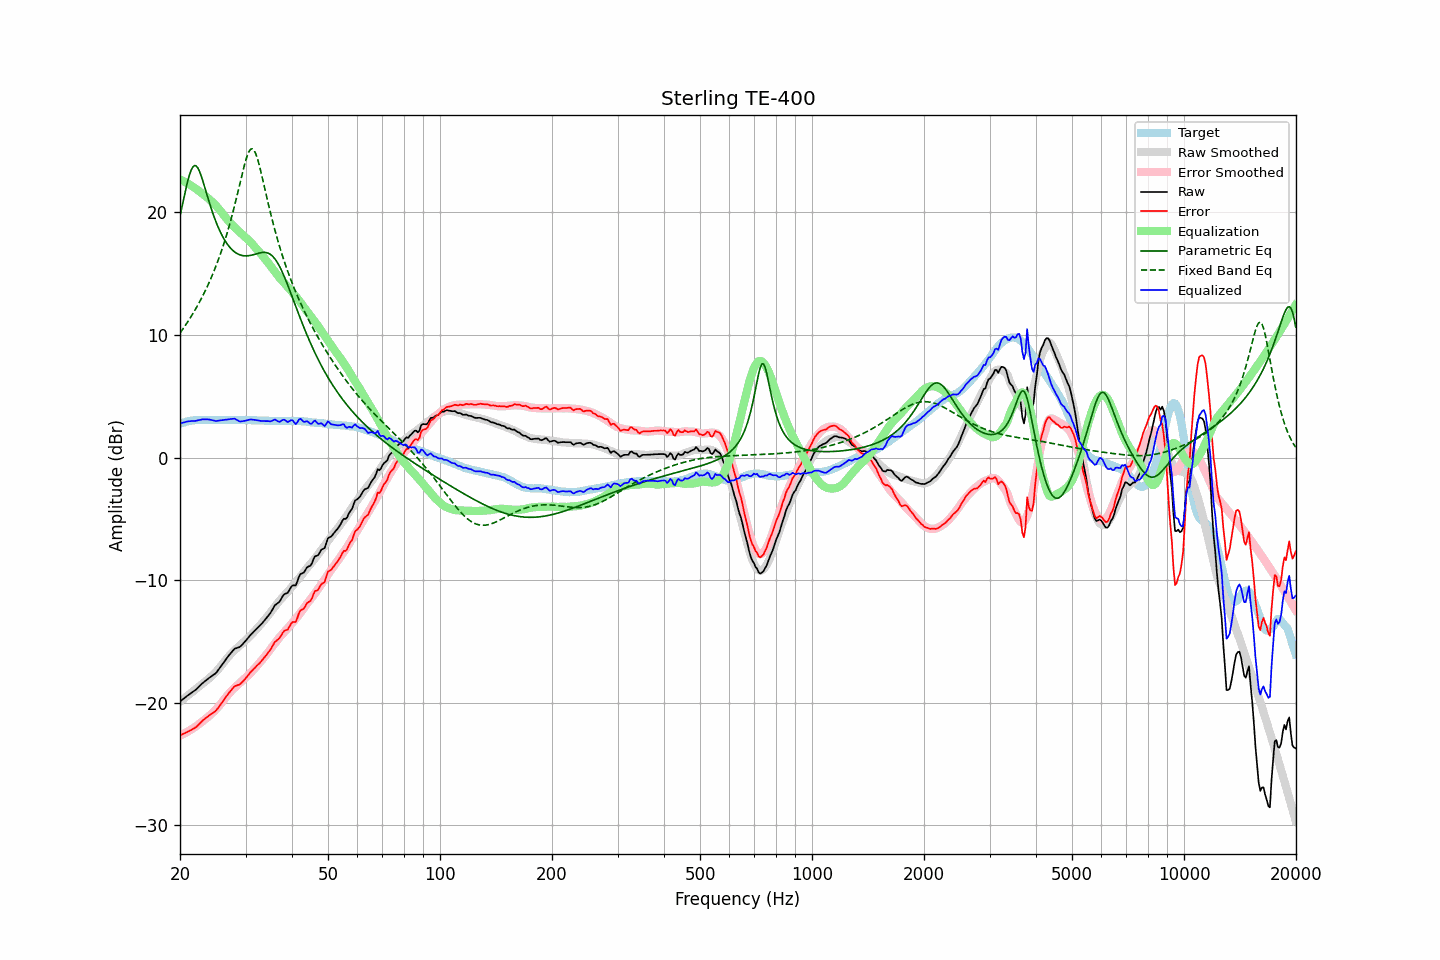 Sterling TE-400
Target
Raw Smoothed
Error Smoothed
Raw
Error
Equalization
Parametric Eq
Fixed Band Eq
Equalized
20
10
0
−10
−20
−30
Amplitude (dBr)
20 50 100 200 500 1000 2000 5000 10000 20000
Frequency (Hz)